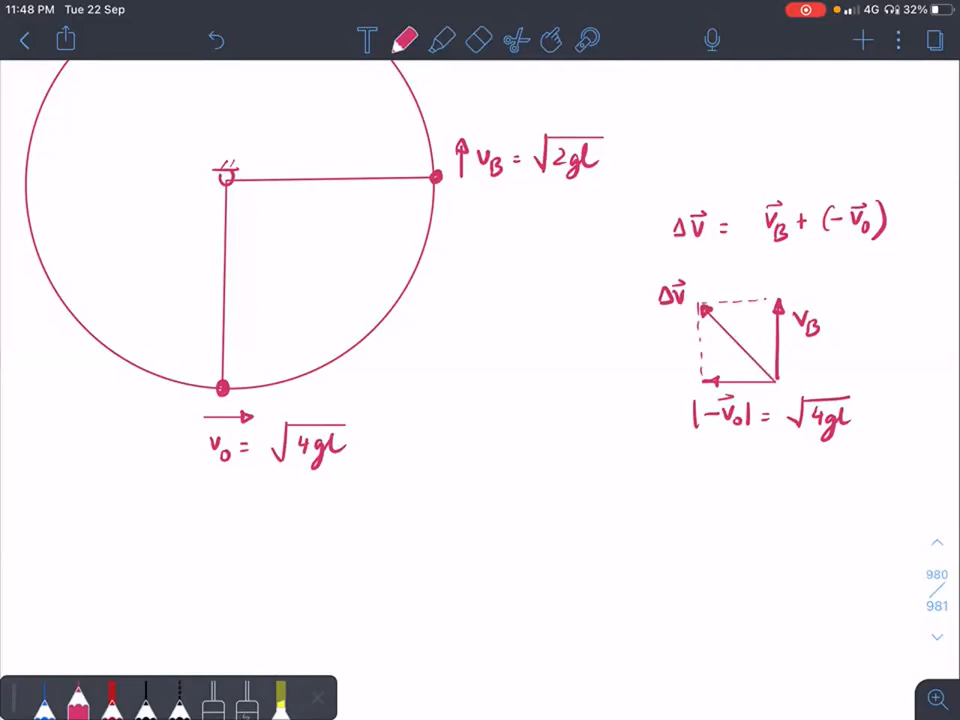 11:48 PM Tue 22 Sep
4G 32%
T
v_B = √2gl
Δv⃗ = v⃗_B + (-v⃗_0)
Δv⃗
v_B
|-v⃗_0| = √4gl
v_0 = √4gl
980
981